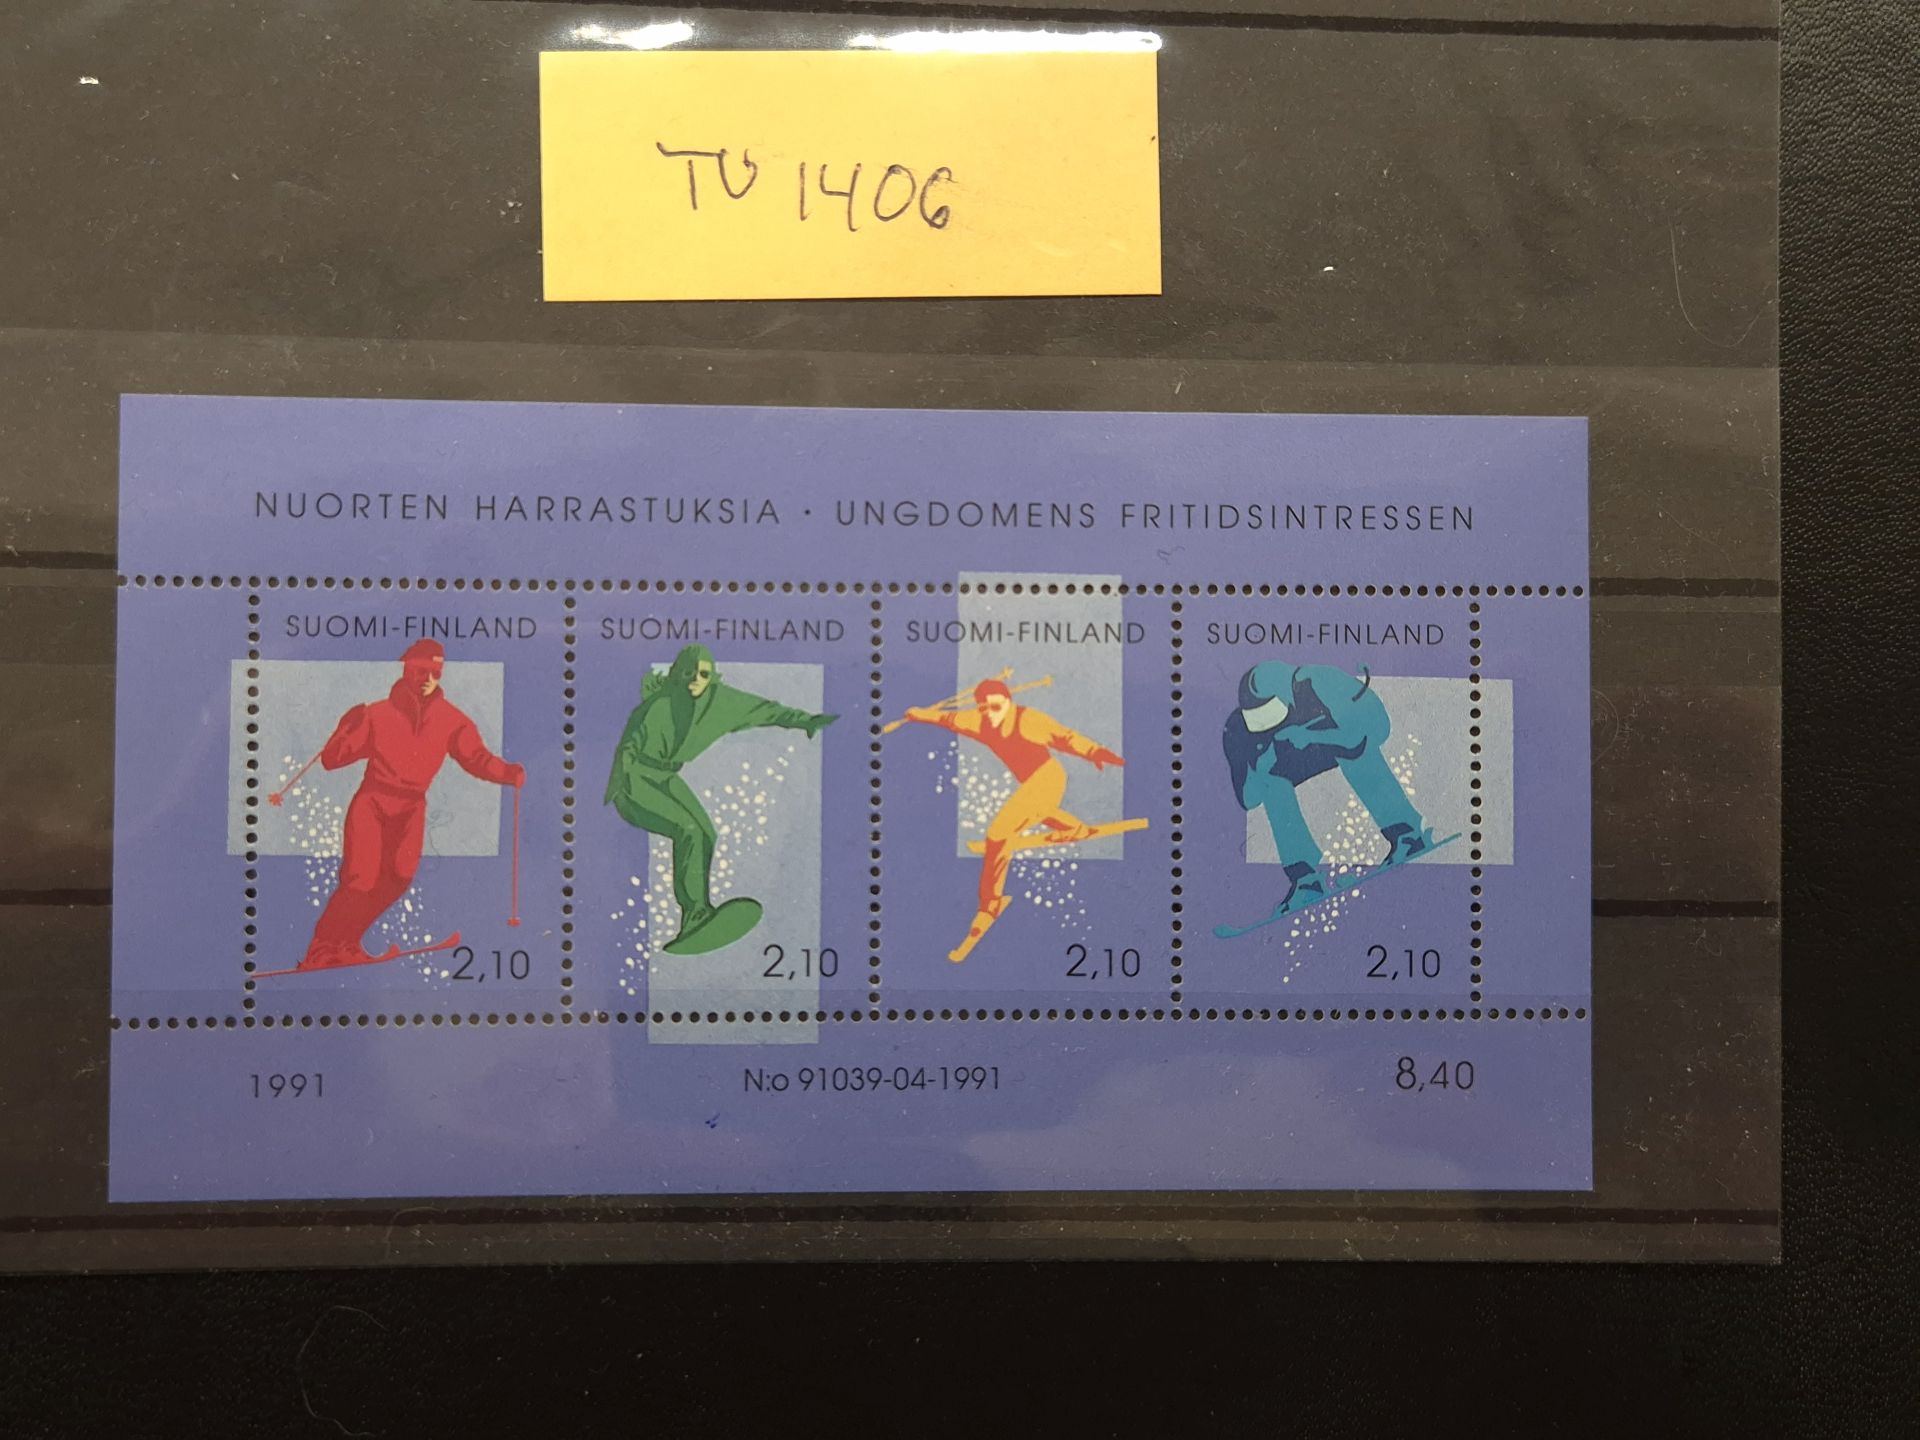 TU 1406
NUORTEN HARRASTUKSIA · UNGDOMENS FRITIDSINTRESSEN
SUOMI-FINLAND SUOMI-FINLAND SUOMI-FINLAND SUOMI-FINLAND
2,10 2,10 2,10 2,10
1991 N:o 91039-04-1991 8,40